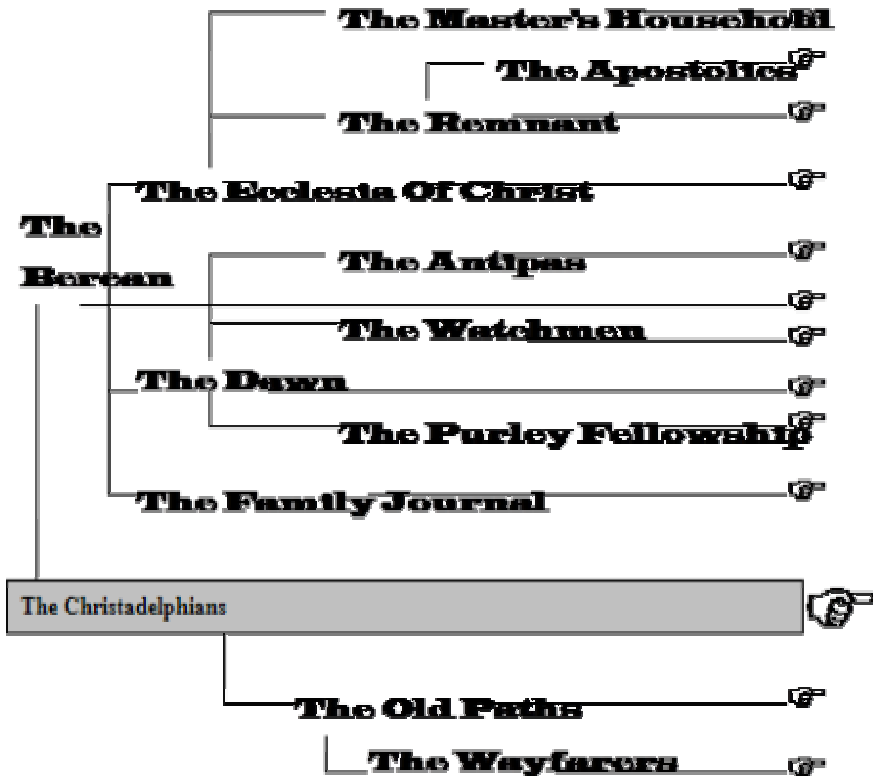 The Master's Household
The Apostolics
The Remnant
The Ecclesia Of Christ
The
Berean
The Antipas
The Watchmen
The Dawn
The Purley Fellowship
The Family Journal
The Christadelphians
The Old Paths
The Wayfarers